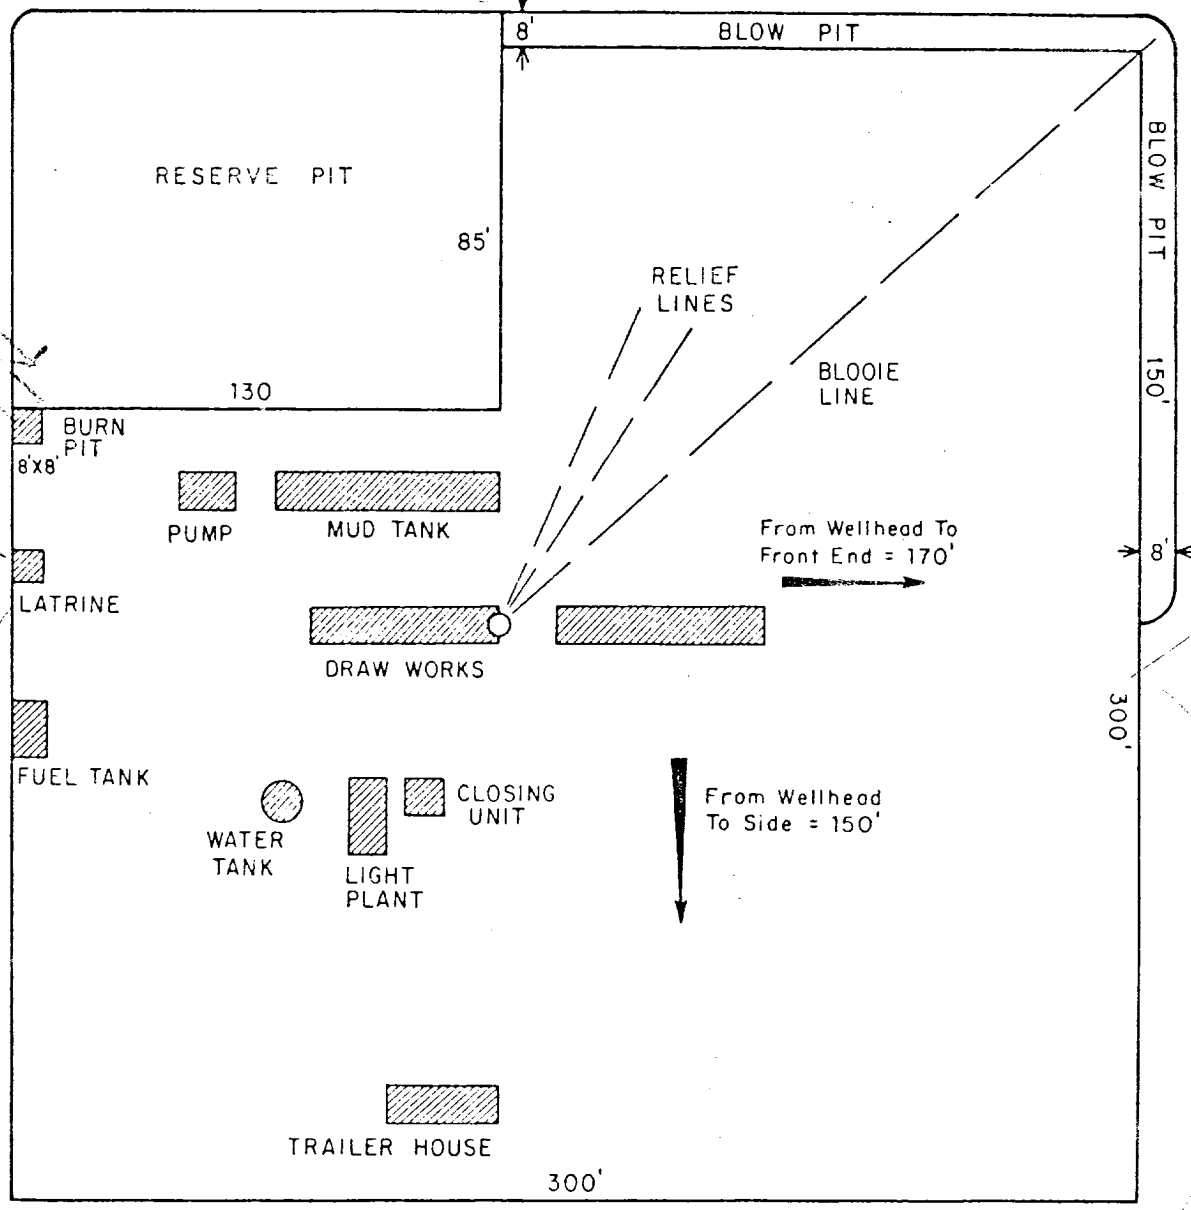 8' BLOW PIT
BLOW PIT
RESERVE PIT
85'
RELIEF
LINES
130
BLOOIE
LINE
150'
BURN
PIT
8'X8'
PUMP
MUD TANK
From Wellhead To
Front End = 170'
8'
LATRINE
DRAW WORKS
300'
FUEL TANK
CLOSING
UNIT
From Wellhead
To Side = 150'
WATER
TANK
LIGHT
PLANT
TRAILER HOUSE
300'